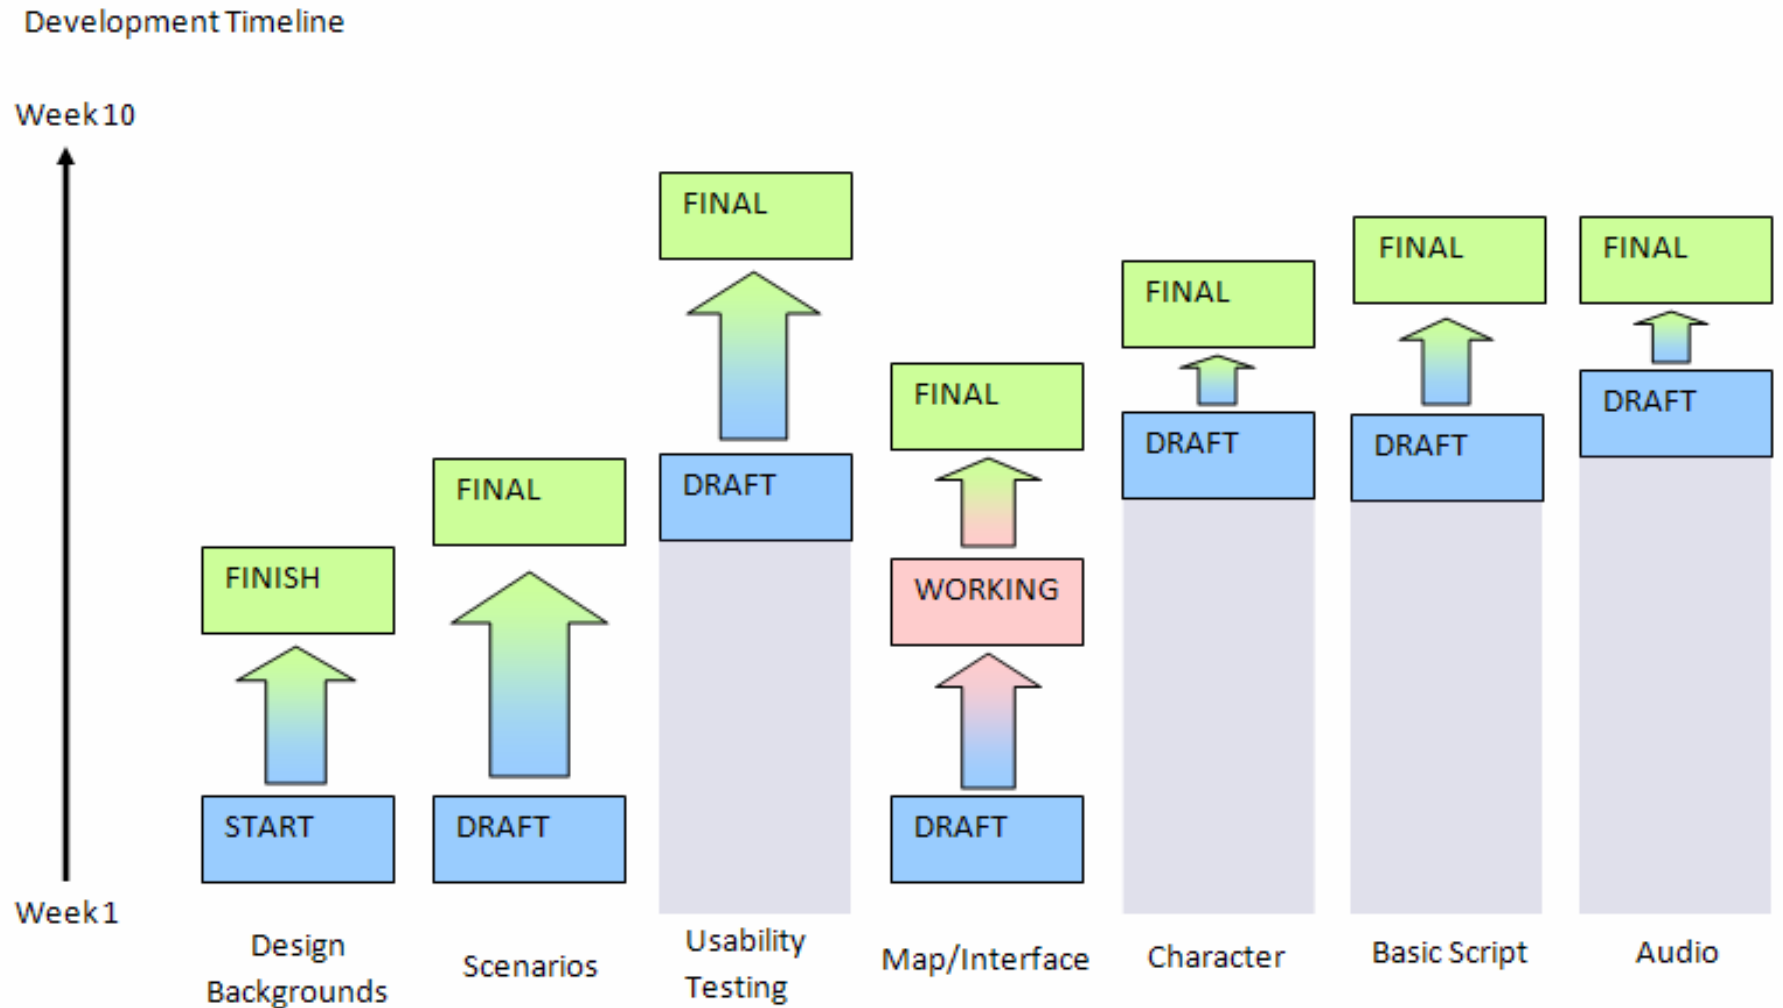 Development Timeline
Week 10
FINAL
FINAL
FINAL
FINAL
FINAL
FINAL
DRAFT
DRAFT
DRAFT
FINAL
DRAFT
FINISH
WORKING
START
DRAFT
DRAFT
Week 1
Design
Backgrounds
Scenarios
Usability
Testing
Map/Interface
Character
Basic Script
Audio